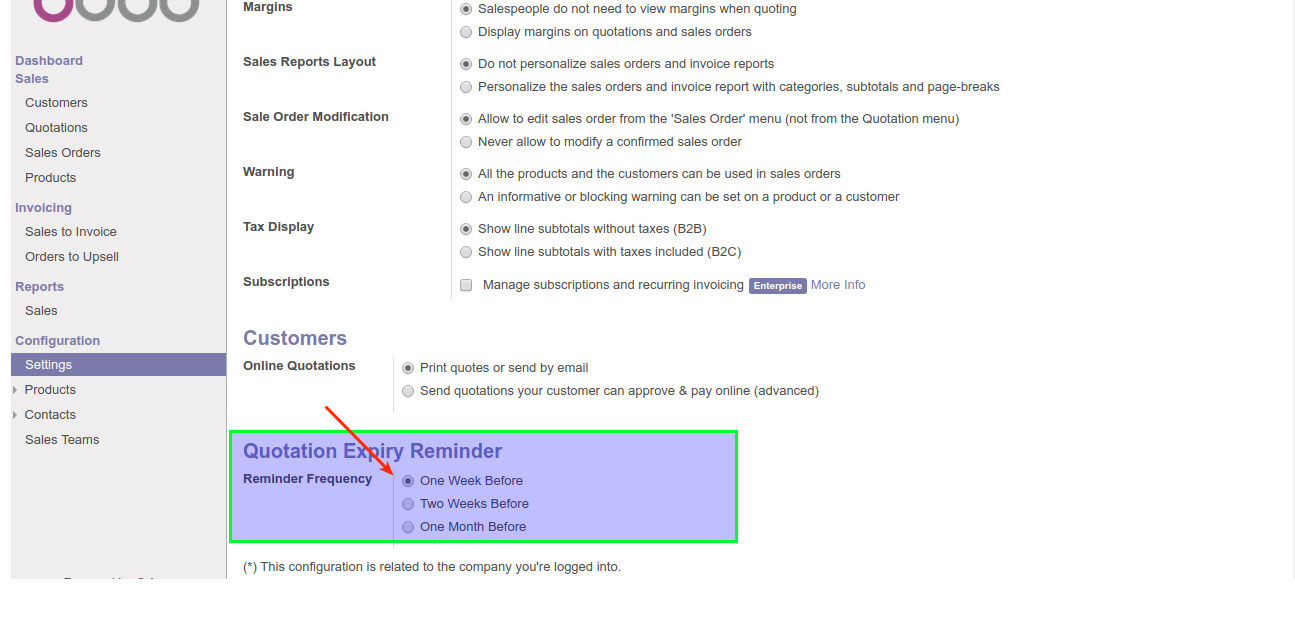 Margins
Salespeople do not need to view margins when quoting
Display margins on quotations and sales orders
Dashboard
Sales
Customers
Quotations
Sales Orders
Products
Invoicing
Sales to Invoice
Orders to Upsell
Reports
Sales
Configuration
Settings
Products
Contacts
Sales Teams
Sales Reports Layout
Do not personalize sales orders and invoice reports
Personalize the sales orders and invoice report with categories, subtotals and page-breaks
Sale Order Modification
Allow to edit sales order from the 'Sales Order' menu (not from the Quotation menu)
Never allow to modify a confirmed sales order
Warning
All the products and the customers can be used in sales orders
An informative or blocking warning can be set on a product or a customer
Tax Display
Show line subtotals without taxes (B2B)
Show line subtotals with taxes included (B2C)
Subscriptions
Manage subscriptions and recurring invoicing Enterprise More Info
Customers
Online Quotations
Print quotes or send by email
Send quotations your customer can approve & pay online (advanced)
Quotation Expiry Reminder
Reminder Frequency
One Week Before
Two Weeks Before
One Month Before
(*) This configuration is related to the company you're logged into.